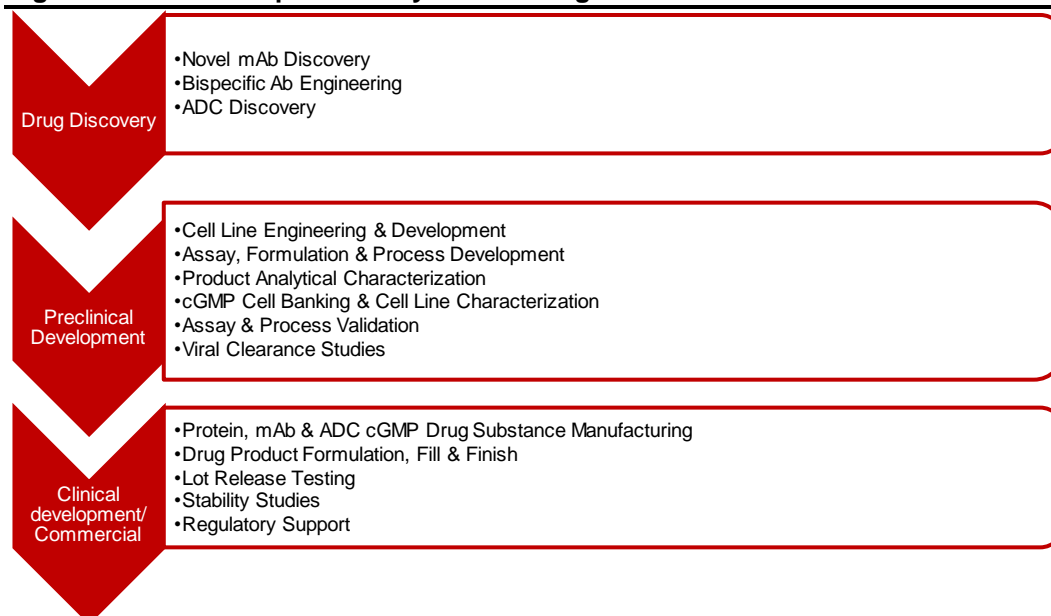 Drug Discovery
•Novel mAb Discovery
•Bispecific Ab Engineering
•ADC Discovery
Preclinical
Development
•Cell Line Engineering & Development
•Assay, Formulation & Process Development
•Product Analytical Characterization
•cGMP Cell Banking & Cell Line Characterization
•Assay & Process Validation
•Viral Clearance Studies
Clinical
development/
Commercial
•Protein, mAb & ADC cGMP Drug Substance Manufacturing
•Drug Product Formulation, Fill & Finish
•Lot Release Testing
•Stability Studies
•Regulatory Support